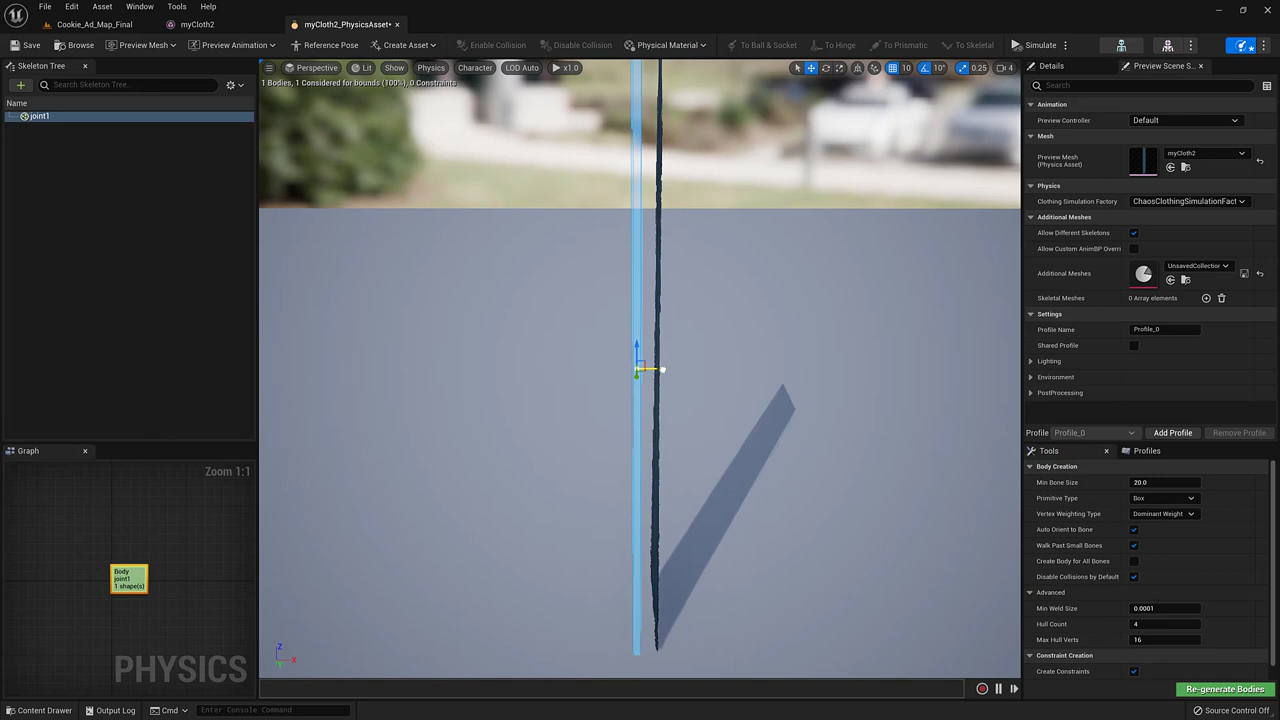 File Edit Asset Window Tools Help
Cookie_Ad_Map_Final myCloth2 myCloth2_PhysicsAsset* ×
Save Browse Preview Mesh Preview Animation Reference Pose Create Asset Enable Collision Disable Collision Physical Material To Ball & Socket To Hinge To Prismatic To Skeletal Simulate
Skeleton Tree
Search Skeleton Tree...
Name
joint1
Perspective Lit Show Physics Character LOD Auto x1.0 10 10° 0.25 4
1 Bodies, 1 Considered for bounds (100%), 0 Constraints
Z
X
Y
Graph
Zoom 1:1
Body
joint1
1 shape(s)
PHYSICS
Details Preview Scene S...
Search
Animation
Preview Controller Default
Mesh
Preview Mesh
(Physics Asset)
myCloth2
Physics
Clothing Simulation Factory ChaosClothingSimulationFact
Additional Meshes
Allow Different Skeletons
Allow Custom AnimBP Overri
Additional Meshes UnsavedCollection
Skeletal Meshes 0 Array elements
Settings
Profile Name Profile_0
Shared Profile
Lighting
Environment
PostProcessing
Profile Profile_0 Add Profile Remove Profile
Tools Profiles
Body Creation
Min Bone Size 20.0
Primitive Type Box
Vertex Weighting Type Dominant Weight
Auto Orient to Bone
Walk Past Small Bones
Create Body for All Bones
Disable Collisions by Default
Advanced
Min Weld Size 0.0001
Hull Count 4
Max Hull Verts 16
Constraint Creation
Create Constraints
Re-generate Bodies
Content Drawer Output Log Cmd Enter Console Command Source Control Off